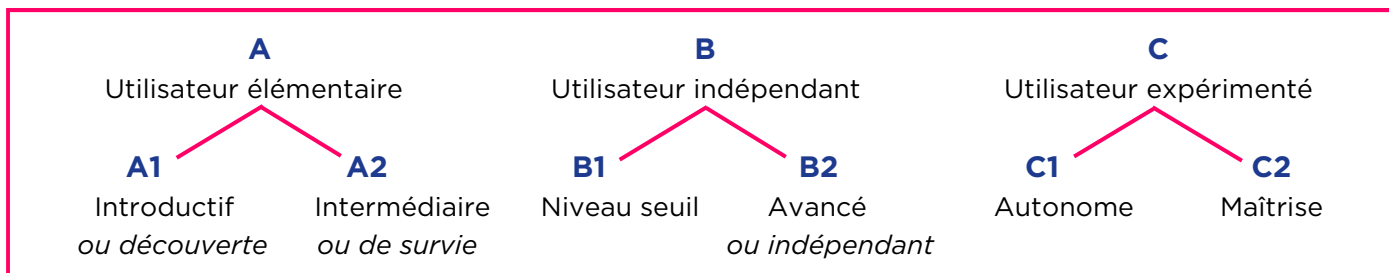 A
Utilisateur élémentaire
B
Utilisateur indépendant
C
Utilisateur expérimenté
A1
Introductif
ou découverte
A2
Intermédiaire
ou de survie
B1
Niveau seuil
B2
Avancé
ou indépendant
C1
Autonome
C2
Maîtrise